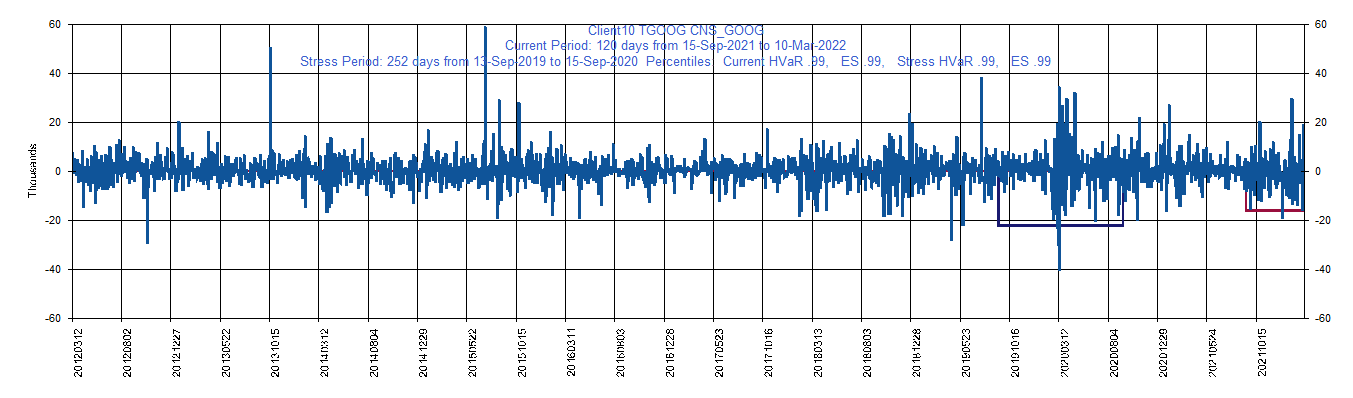 Client10 TGOOG CNS_GOOG
Current Period: 120 days from 15-Sep-2021 to 10-Mar-2022
Stress Period: 252 days from 13-Sep-2019 to 15-Sep-2020 Percentiles: Current HVaR .99, ES .99, Stress HVaR .99, ES .99
60 60
40 40
20 20
0 0
-20 -20
-40 -40
-60 -60
Thousands
20120312 20120802 20121227 20130522 20131015 20140312 20140804 20141229 20150522 20151015 20160311 20160803 20161228 20170523 20171016 20180313 20180803 20181228 20190523 20191016 20200312 20200804 20201229 20210524 20211015